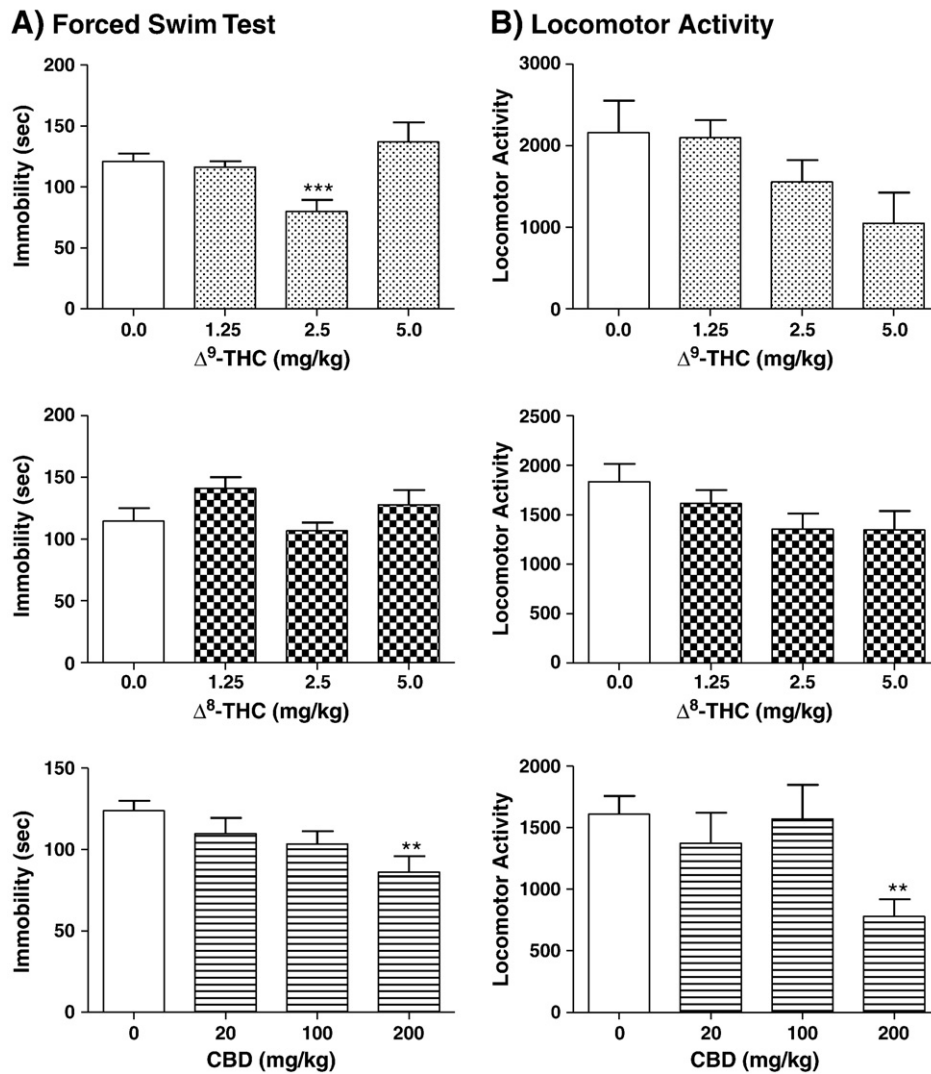 A) Forced Swim Test
B) Locomotor Activity
Immobility (sec)
200
150
100
50
0
***
0.0 1.25 2.5 5.0
Δ⁹-THC (mg/kg)
Locomotor Activity
3000
2000
1000
0
0.0 1.25 2.5 5.0
Δ⁹-THC (mg/kg)
Immobility (sec)
200
150
100
50
0
0.0 1.25 2.5 5.0
Δ⁸-THC (mg/kg)
Locomotor Activity
2500
2000
1500
1000
500
0
0.0 1.25 2.5 5.0
Δ⁸-THC (mg/kg)
Immobility (sec)
150
100
50
0
**
0 20 100 200
CBD (mg/kg)
Locomotor Activity
2000
1500
1000
500
0
**
0 20 100 200
CBD (mg/kg)